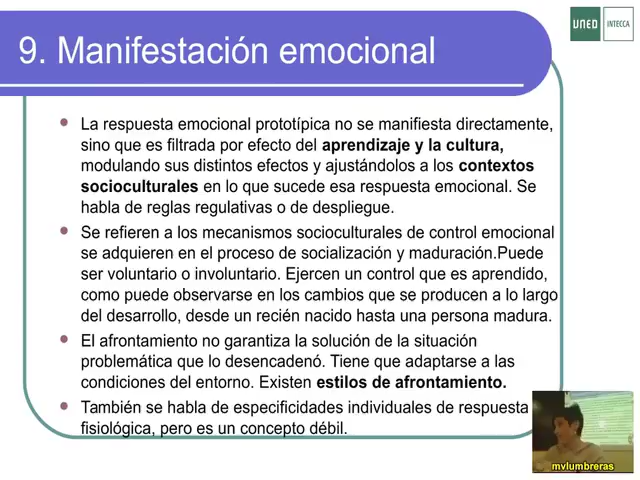 UNED INTECCA
9. Manifestación emocional
La respuesta emocional prototípica no se manifiesta directamente,
sino que es filtrada por efecto del aprendizaje y la cultura,
modulando sus distintos efectos y ajustándolos a los contextos
socioculturales en lo que sucede esa respuesta emocional. Se
habla de reglas regulativas o de despliegue.
Se refieren a los mecanismos socioculturales de control emocional
se adquieren en el proceso de socialización y maduración.Puede
ser voluntario o involuntario. Ejercen un control que es aprendido,
como puede observarse en los cambios que se producen a lo largo
del desarrollo, desde un recién nacido hasta una persona madura.
El afrontamiento no garantiza la solución de la situación
problemática que lo desencadenó. Tiene que adaptarse a las
condiciones del entorno. Existen estilos de afrontamiento.
También se habla de especificidades individuales de respuesta
fisiológica, pero es un concepto débil.
mvlumbreras